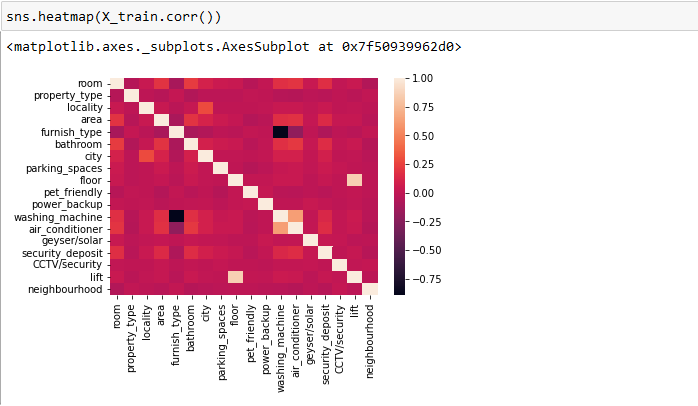 sns.heatmap(X_train.corr())
<matplotlib.axes._subplots.AxesSubplot at 0x7f50939962d0>
room
property_type
locality
area
furnish_type
bathroom
city
parking_spaces
floor
pet_friendly
power_backup
washing_machine
air_conditioner
geyser/solar
security_deposit
CCTV/security
lift
neighbourhood
1.00
0.75
0.50
0.25
0.00
−0.25
−0.50
−0.75
room
property_type
locality
area
furnish_type
bathroom
city
parking_spaces
floor
pet_friendly
power_backup
washing_machine
air_conditioner
geyser/solar
security_deposit
CCTV/security
lift
neighbourhood